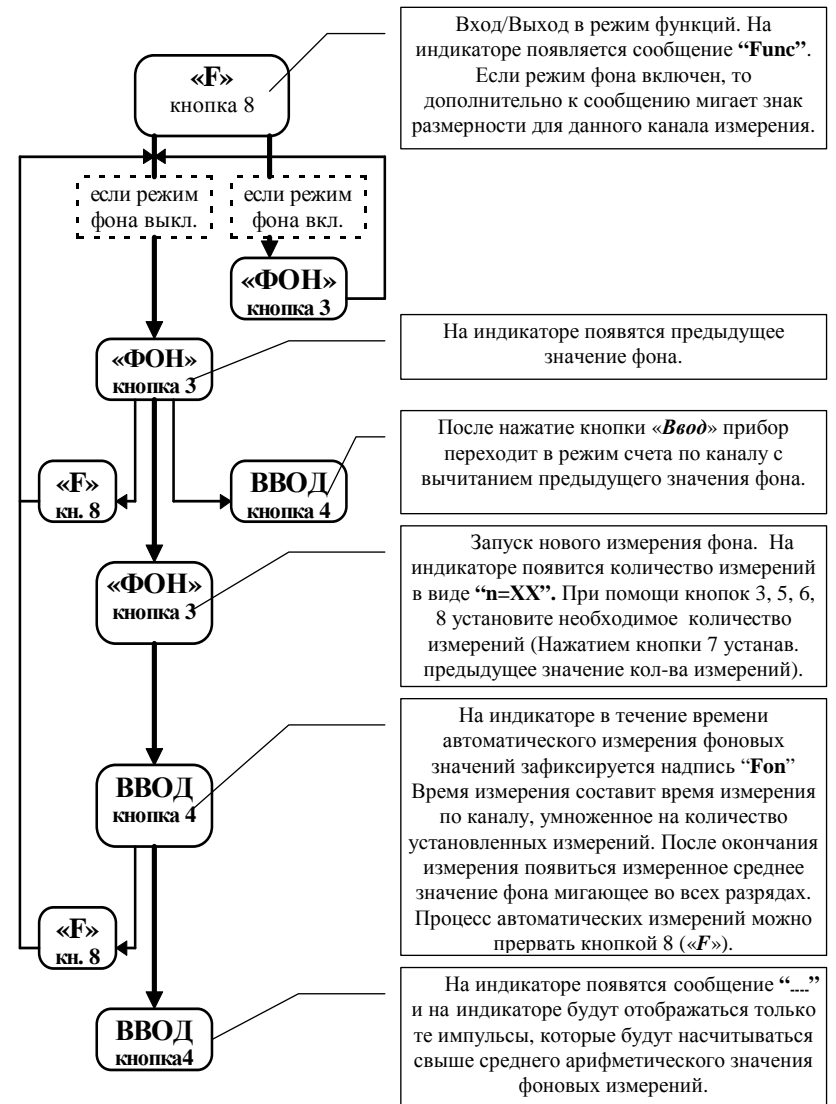 Вход/Выход в режим функций. На
индикаторе появляется сообщение “Func”.
Если режим фона включен, то
дополнительно к сообщению мигает знак
размерности для данного канала измерения.
«F»
кнопка 8
если режим
фона выкл.
если режим
фона вкл.
«ФОН»
кнопка 3
«ФОН»
кнопка 3
На индикаторе появятся предыдущее
значение фона.
После нажатие кнопки «Ввод» прибор
переходит в режим счета по каналу с
вычитанием предыдущего значения фона.
«F»
кн. 8
ВВОД
кнопка 4
«ФОН»
кнопка 3
Запуск нового измерения фона. На
индикаторе появится количество измерений
в виде “n=XX”. При помощи кнопок 3, 5, 6,
8 установите необходимое количество
измерений (Нажатием кнопки 7 устанав.
предыдущее значение кол-ва измерений).
ВВОД
кнопка 4
На индикаторе в течение времени
автоматического измерения фоновых
значений зафиксируется надпись “Fon”
Время измерения составит время измерения
по каналу, умноженное на количество
установленных измерений. После окончания
измерения появиться измеренное среднее
значение фона мигающее во всех разрядах.
Процесс автоматических измерений можно
прервать кнопкой 8 («F»).
«F»
кн. 8
ВВОД
кнопка4
На индикаторе появятся сообщение “----”
и на индикаторе будут отображаться только
те импульсы, которые будут насчитываться
свыше среднего арифметического значения
фоновых измерений.